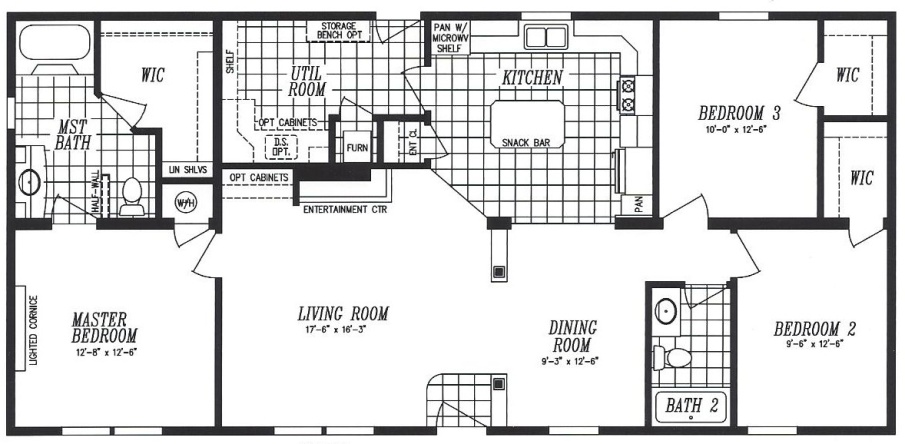 STORAGE
BENCH OPT
PAN W/
MICROWV
SHELF
SHELF
WIC
UTIL
ROOM
KITCHEN
WIC
BEDROOM 3
10'-0" x 12'-6"
MST
BATH
OPT CABINETS
D.S.
OPT.
FURN
ENT CL
SNACK BAR
LIN SHLVS
OPT CABINETS
WIC
HALF-WALL
W/H
ENTERTAINMENT CTR
PAN
LIGHTED CORNICE
MASTER
BEDROOM
12'-8" x 12'-6"
LIVING ROOM
17'-6" x 16'-3"
DINING
ROOM
9'-3" x 12'-6"
BEDROOM 2
9'-6" x 12'-6"
BATH 2